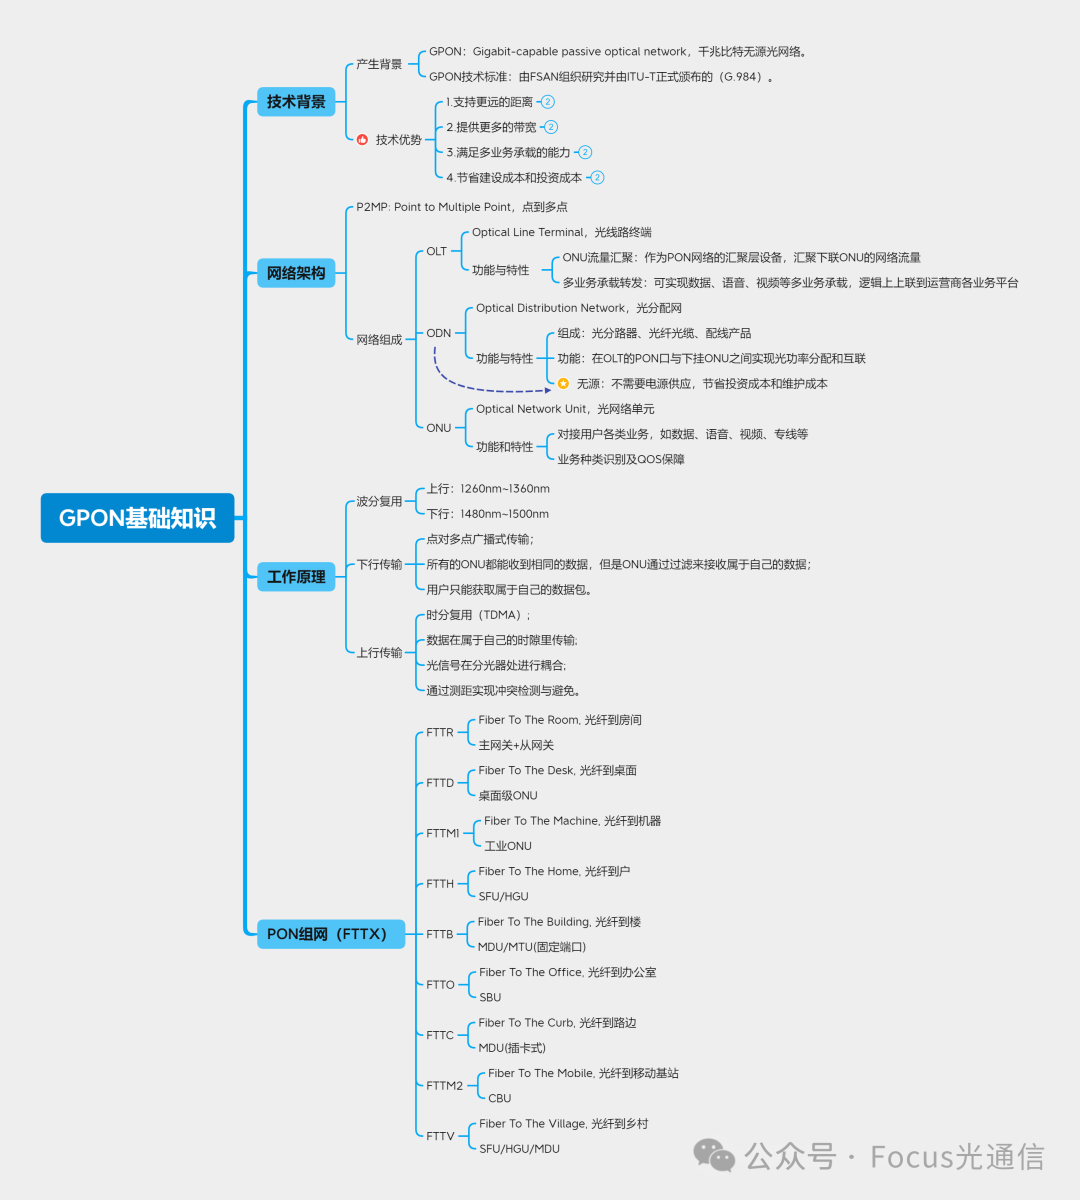 GPON基础知识
技术背景
产生背景
GPON：Gigabit-capable passive optical network，千兆比特无源光网络。
GPON技术标准：由FSAN组织研究并由ITU-T正式颁布的（G.984）。
技术优势
1.支持更远的距离 2
2.提供更多的带宽 2
3.满足多业务承载的能力 2
4.节省建设成本和投资成本 2
网络架构
P2MP: Point to Multiple Point，点到多点
网络组成
OLT
Optical Line Terminal，光线路终端
功能与特性
ONU流量汇聚：作为PON网络的汇聚层设备，汇聚下联ONU的网络流量
多业务承载转发：可实现数据、语音、视频等多业务承载，逻辑上上联到运营商各业务平台
ODN
Optical Distribution Network，光分配网
功能与特性
组成：光分路器、光纤光缆、配线产品
功能：在OLT的PON口与下挂ONU之间实现光功率分配和互联
无源：不需要电源供应，节省投资成本和维护成本
ONU
Optical Network Unit，光网络单元
功能和特性
对接用户各类业务，如数据、语音、视频、专线等
业务种类识别及QOS保障
工作原理
波分复用
上行：1260nm~1360nm
下行：1480nm~1500nm
下行传输
点对多点广播式传输；
所有的ONU都能收到相同的数据，但是ONU通过过滤来接收属于自己的数据；
用户只能获取属于自己的数据包。
上行传输
时分复用（TDMA）;
数据在属于自己的时隙里传输;
光信号在分光器处进行耦合;
通过测距实现冲突检测与避免。
PON组网（FTTX）
FTTR
Fiber To The Room, 光纤到房间
主网关+从网关
FTTD
Fiber To The Desk, 光纤到桌面
桌面级ONU
FTTM1
Fiber To The Machine, 光纤到机器
工业ONU
FTTH
Fiber To The Home, 光纤到户
SFU/HGU
FTTB
Fiber To The Building, 光纤到楼
MDU/MTU(固定端口)
FTTO
Fiber To The Office, 光纤到办公室
SBU
FTTC
Fiber To The Curb, 光纤到路边
MDU(插卡式)
FTTM2
Fiber To The Mobile, 光纤到移动基站
CBU
FTTV
Fiber To The Village, 光纤到乡村
SFU/HGU/MDU
公众号 · Focus光通信